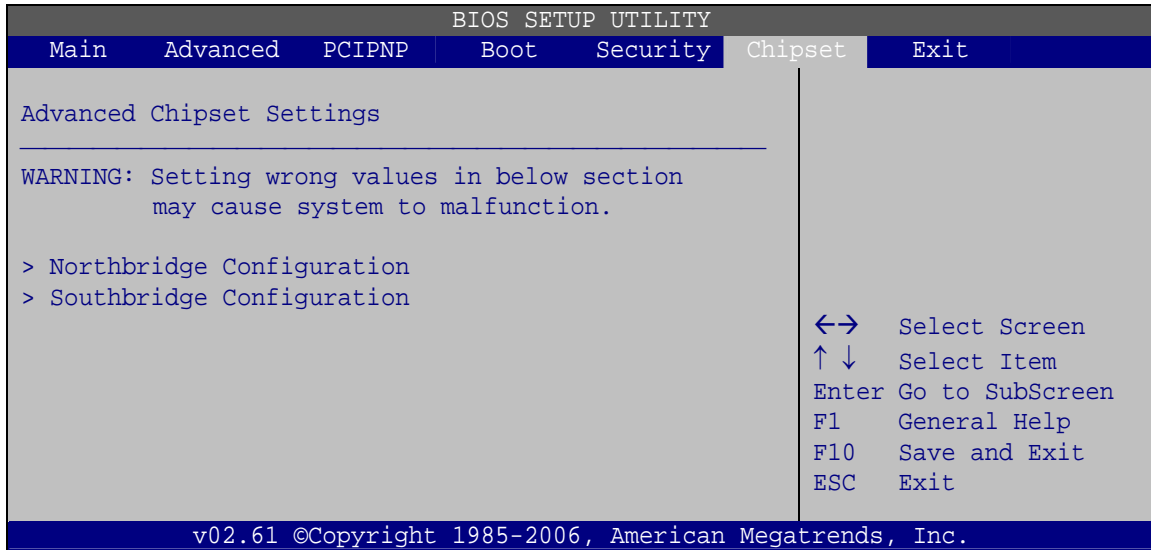 BIOS SETUP UTILITY
Main Advanced PCIPNP Boot Security Chipset Exit
Advanced Chipset Settings
WARNING: Setting wrong values in below section
may cause system to malfunction.
> Northbridge Configuration
> Southbridge Configuration
←→ Select Screen
↑ ↓ Select Item
Enter Go to SubScreen
F1 General Help
F10 Save and Exit
ESC Exit
v02.61 ©Copyright 1985-2006, American Megatrends, Inc.